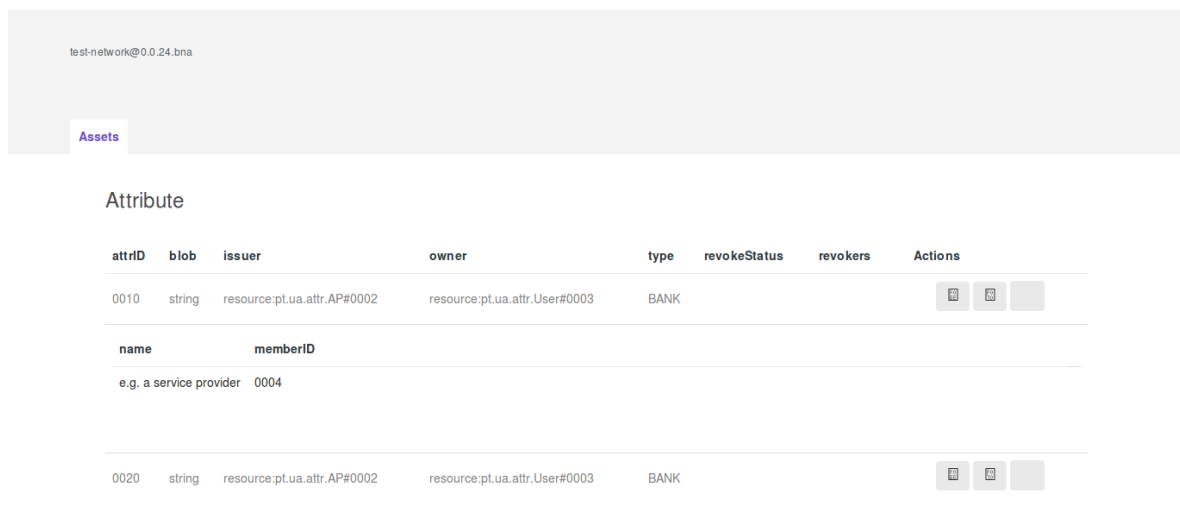 test-network@0.0.24.bna
Assets
Attribute
attrID blob issuer owner type revokeStatus revokers Actions
0010 string resource:pt.ua.attr.AP#0002 resource:pt.ua.attr.User#0003 BANK
name memberID
e.g. a service provider 0004
0020 string resource:pt.ua.attr.AP#0002 resource:pt.ua.attr.User#0003 BANK